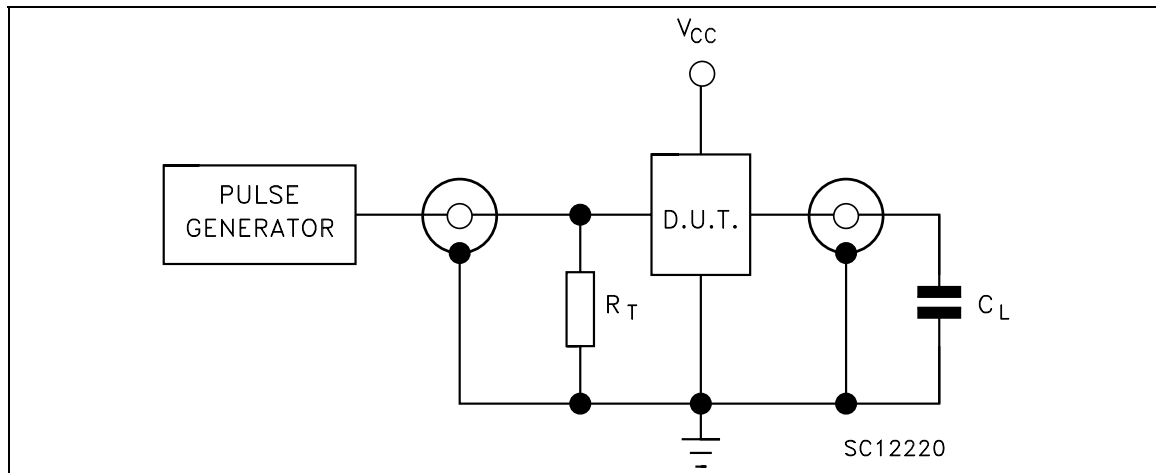 VCC
PULSE
GENERATOR
D.U.T.
RT
CL
SC12220